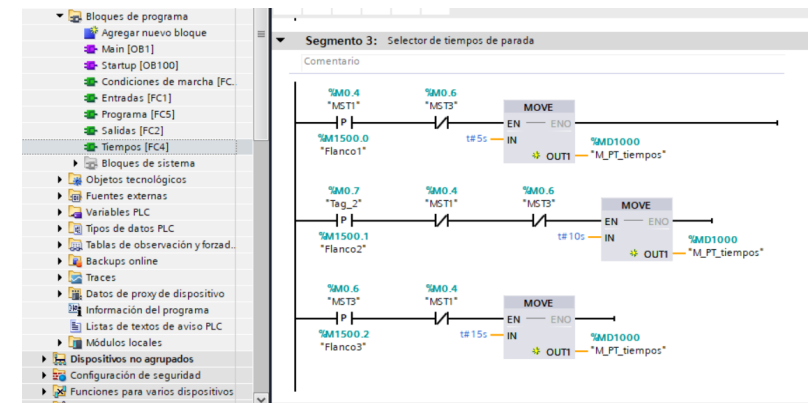 Bloques de programa
Agregar nuevo bloque
Main [OB1]
Startup [OB100]
Condiciones de marcha [FC..
Entradas [FC1]
Programa [FC5]
Salidas [FC2]
Tiempos [FC4]
Bloques de sistema
Objetos tecnológicos
Fuentes externas
Variables PLC
Tipos de datos PLC
Tablas de observación y forzad..
Backups online
Traces
Datos de proxy de dispositivo
Información del programa
Listas de textos de aviso PLC
Módulos locales
Dispositivos no agrupados
Configuración de seguridad
Funciones para varios dispositivos
Segmento 3: Selector de tiempos de parada
Comentario
%M0.4 %M0.6
"MST1" "MST3" MOVE
P EN ENO
%M1500.0 t#5s IN %MD1000
"Flanco1" OUT1 "M_PT_tiempos"
%M0.7 %M0.4 %M0.6
"Tag_2" "MST1" "MST3" MOVE
P EN ENO
%M1500.1 t#10s IN %MD1000
"Flanco2" OUT1 "M_PT_tiempos"
%M0.6 %M0.4
"MST3" "MST1" MOVE
P EN ENO
%M1500.2 t#15s IN %MD1000
"Flanco3" OUT1 "M_PT_tiempos"